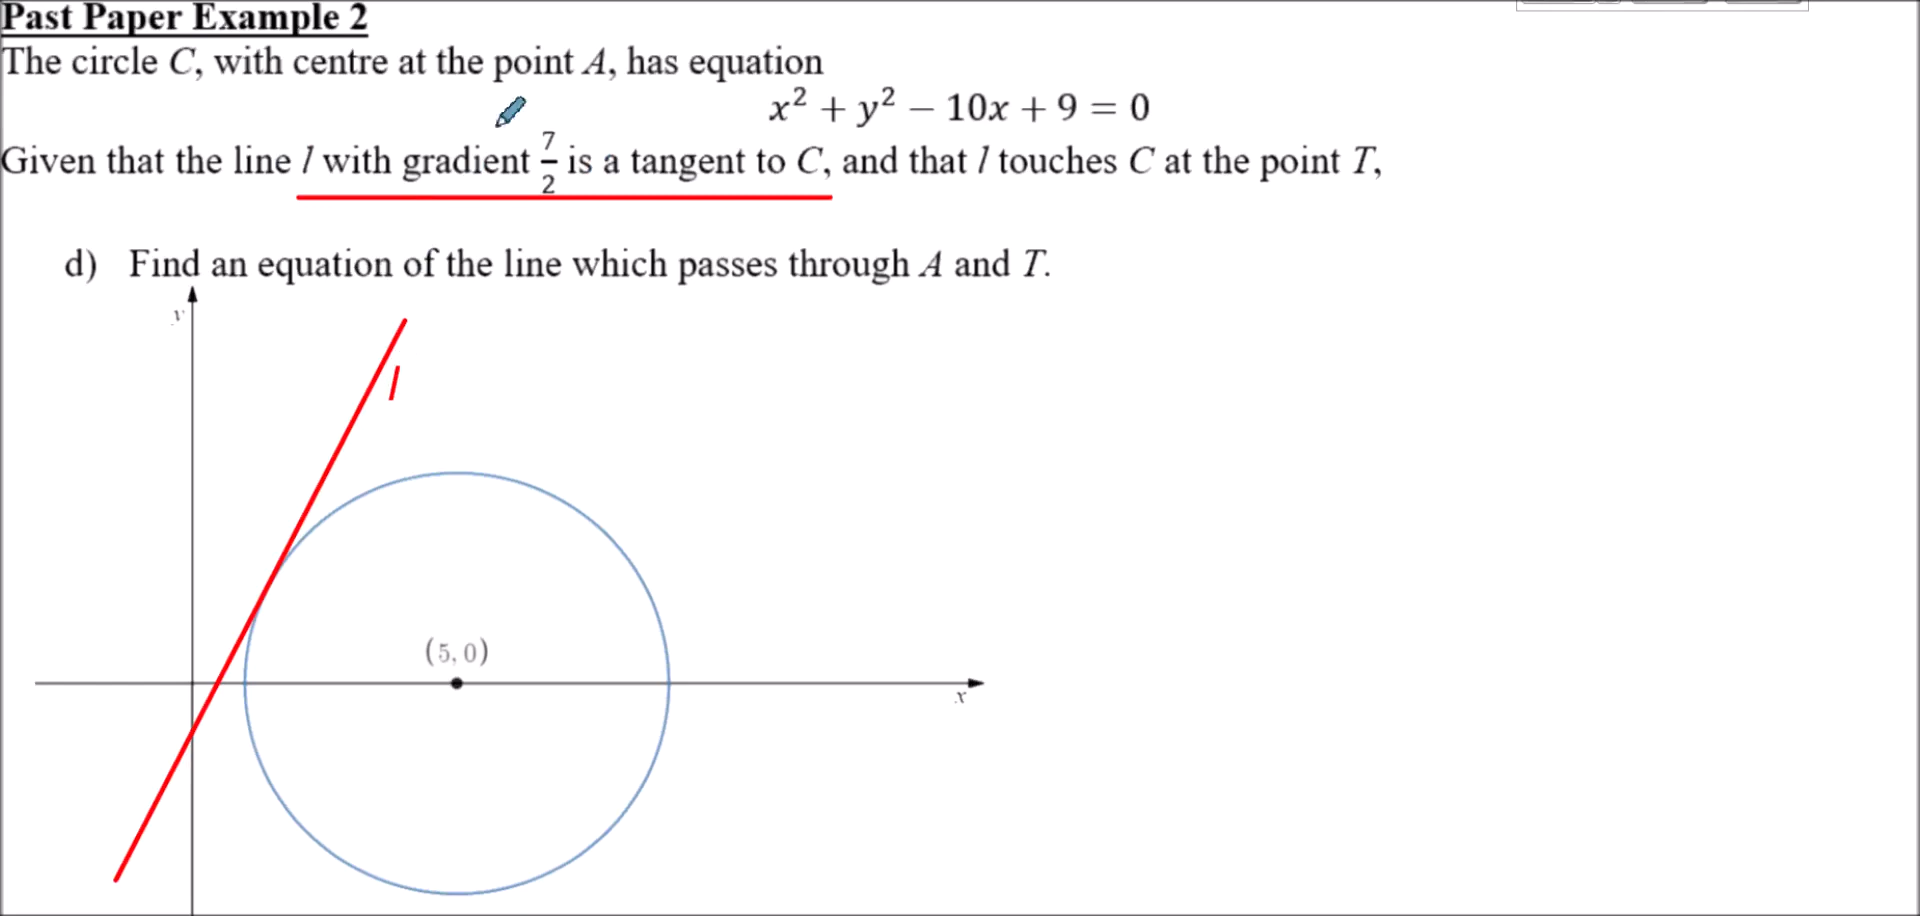 Past Paper Example 2
The circle C, with centre at the point A, has equation
x² + y² − 10x + 9 = 0
Given that the line l with gradient 7/2 is a tangent to C, and that l touches C at the point T,
d) Find an equation of the line which passes through A and T.
y
l
(5, 0)
x